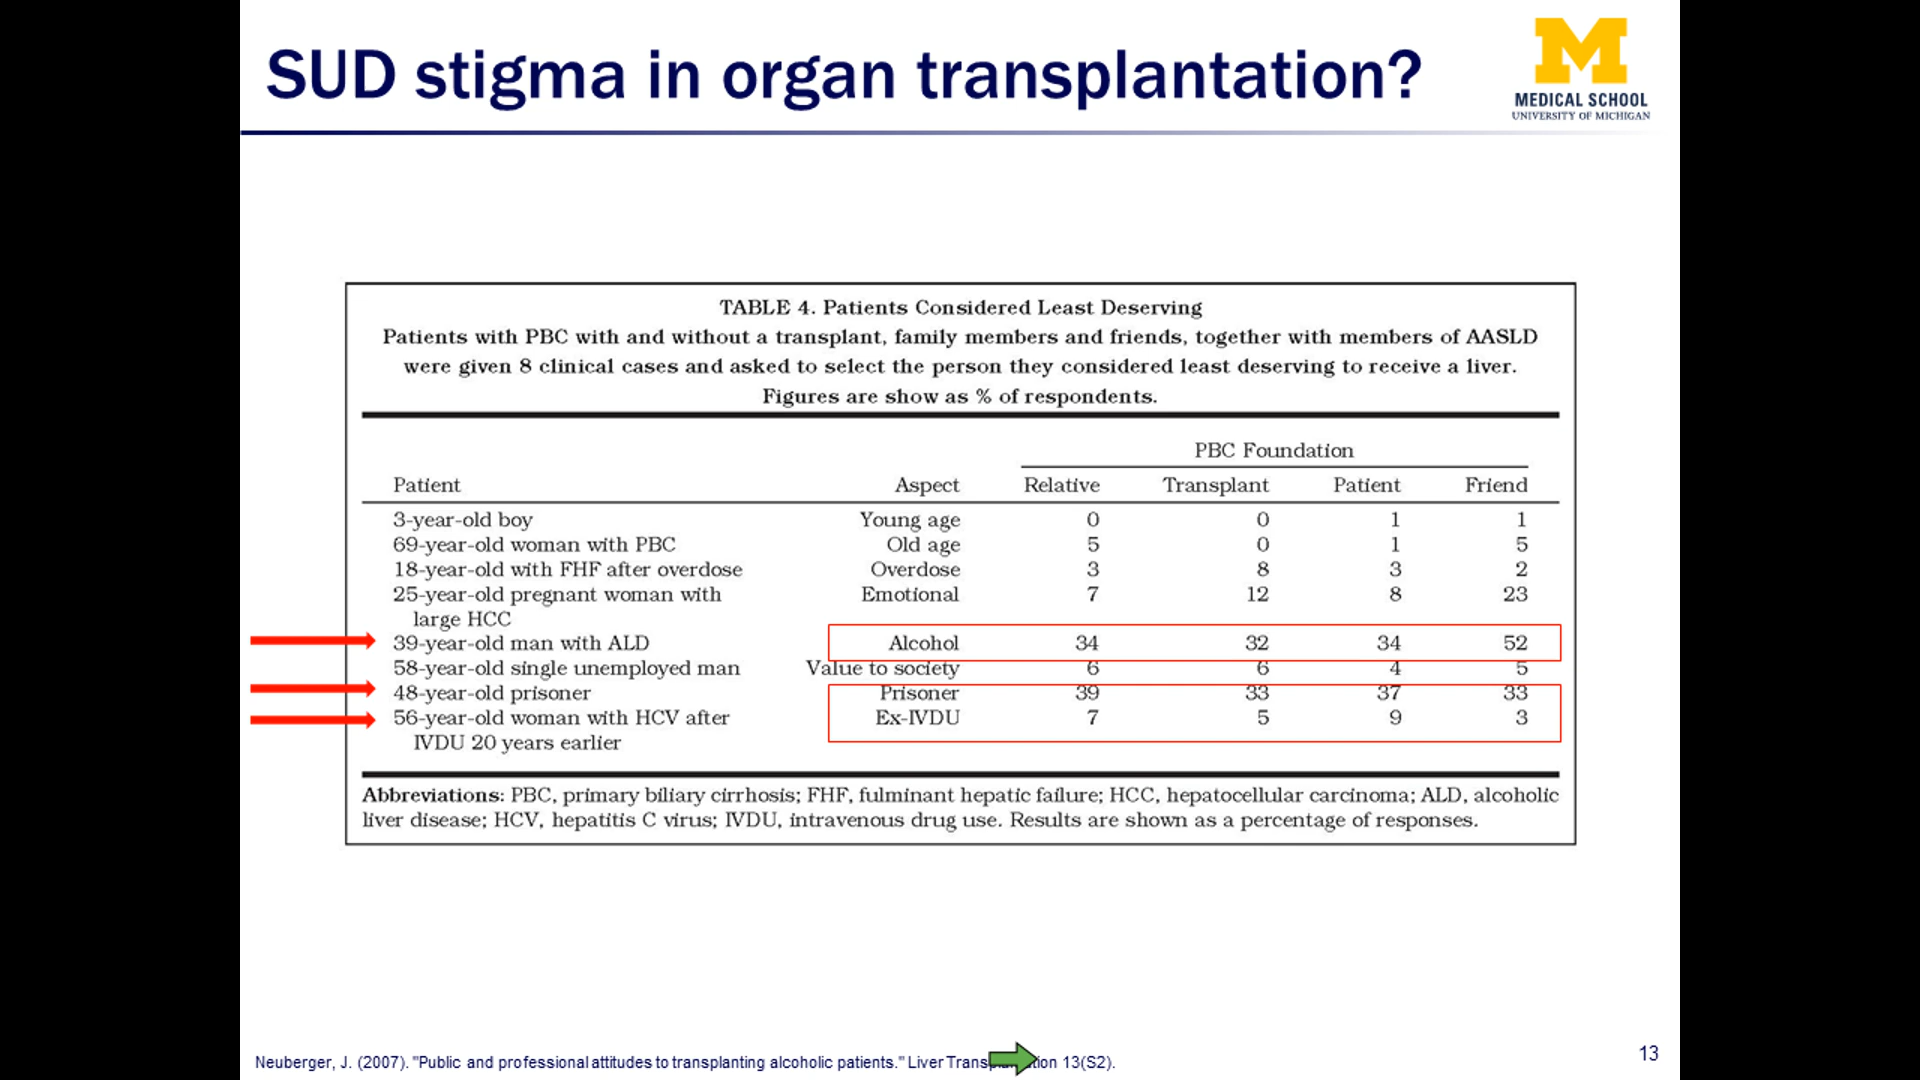 SUD stigma in organ transplantation?
M
MEDICAL SCHOOL
UNIVERSITY OF MICHIGAN
TABLE 4. Patients Considered Least Deserving
Patients with PBC with and without a transplant, family members and friends, together with members of AASLD
were given 8 clinical cases and asked to select the person they considered least deserving to receive a liver.
Figures are show as % of respondents.
PBC Foundation
Patient Aspect Relative Transplant Patient Friend
3-year-old boy Young age 0 0 1 1
69-year-old woman with PBC Old age 5 0 1 5
18-year-old with FHF after overdose Overdose 3 8 3 2
25-year-old pregnant woman with Emotional 7 12 8 23
large HCC
39-year-old man with ALD Alcohol 34 32 34 52
58-year-old single unemployed man Value to society 6 6 4 5
48-year-old prisoner Prisoner 39 33 37 33
56-year-old woman with HCV after Ex-IVDU 7 5 9 3
IVDU 20 years earlier
Abbreviations: PBC, primary biliary cirrhosis; FHF, fulminant hepatic failure; HCC, hepatocellular carcinoma; ALD, alcoholic
liver disease; HCV, hepatitis C virus; IVDU, intravenous drug use. Results are shown as a percentage of responses.
Neuberger, J. (2007). "Public and professional attitudes to transplanting alcoholic patients." Liver Transplantation 13(S2).
13